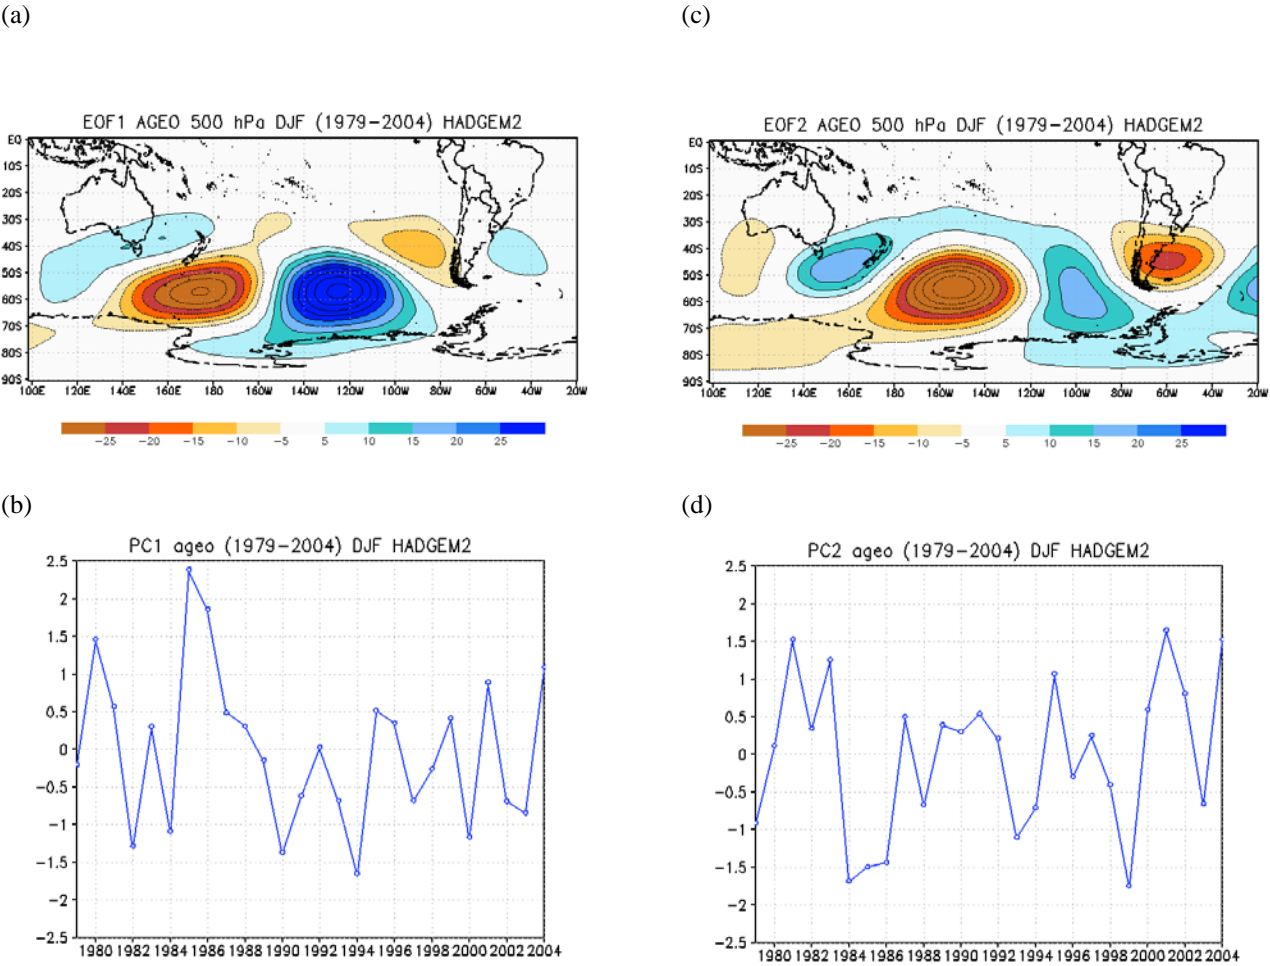 (a)
EOF1 AGEO 500 hPa DJF (1979-2004) HADGEM2
EQ
10S
20S
30S
40S
50S
60S
70S
80S
90S
100E 120E 140E 160E 180 160W 140W 120W 100W 80W 60W 40W 20W
-25 -20 -15 -10 -5 5 10 15 20 25
(c)
EOF2 AGEO 500 hPa DJF (1979-2004) HADGEM2
EQ
10S
20S
30S
40S
50S
60S
70S
80S
90S
100E 120E 140E 160E 180 160W 140W 120W 100W 80W 60W 40W 20W
-25 -20 -15 -10 -5 5 10 15 20 25
(b)
PC1 ageo (1979-2004) DJF HADGEM2
2.5
2
1.5
1
0.5
0
-0.5
-1
-1.5
-2
-2.5
1980 1982 1984 1986 1988 1990 1992 1994 1996 1998 2000 2002 2004
(d)
PC2 ageo (1979-2004) DJF HADGEM2
2.5
2
1.5
1
0.5
0
-0.5
-1
-1.5
-2
-2.5
1980 1982 1984 1986 1988 1990 1992 1994 1996 1998 2000 2002 2004